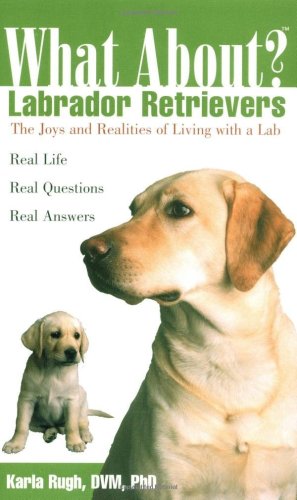 What About?™
Labrador Retrievers
The Joys and Realities of Living with a Lab
Real Life
Real Questions
Real Answers
Karla Rugh, DVM, PhD